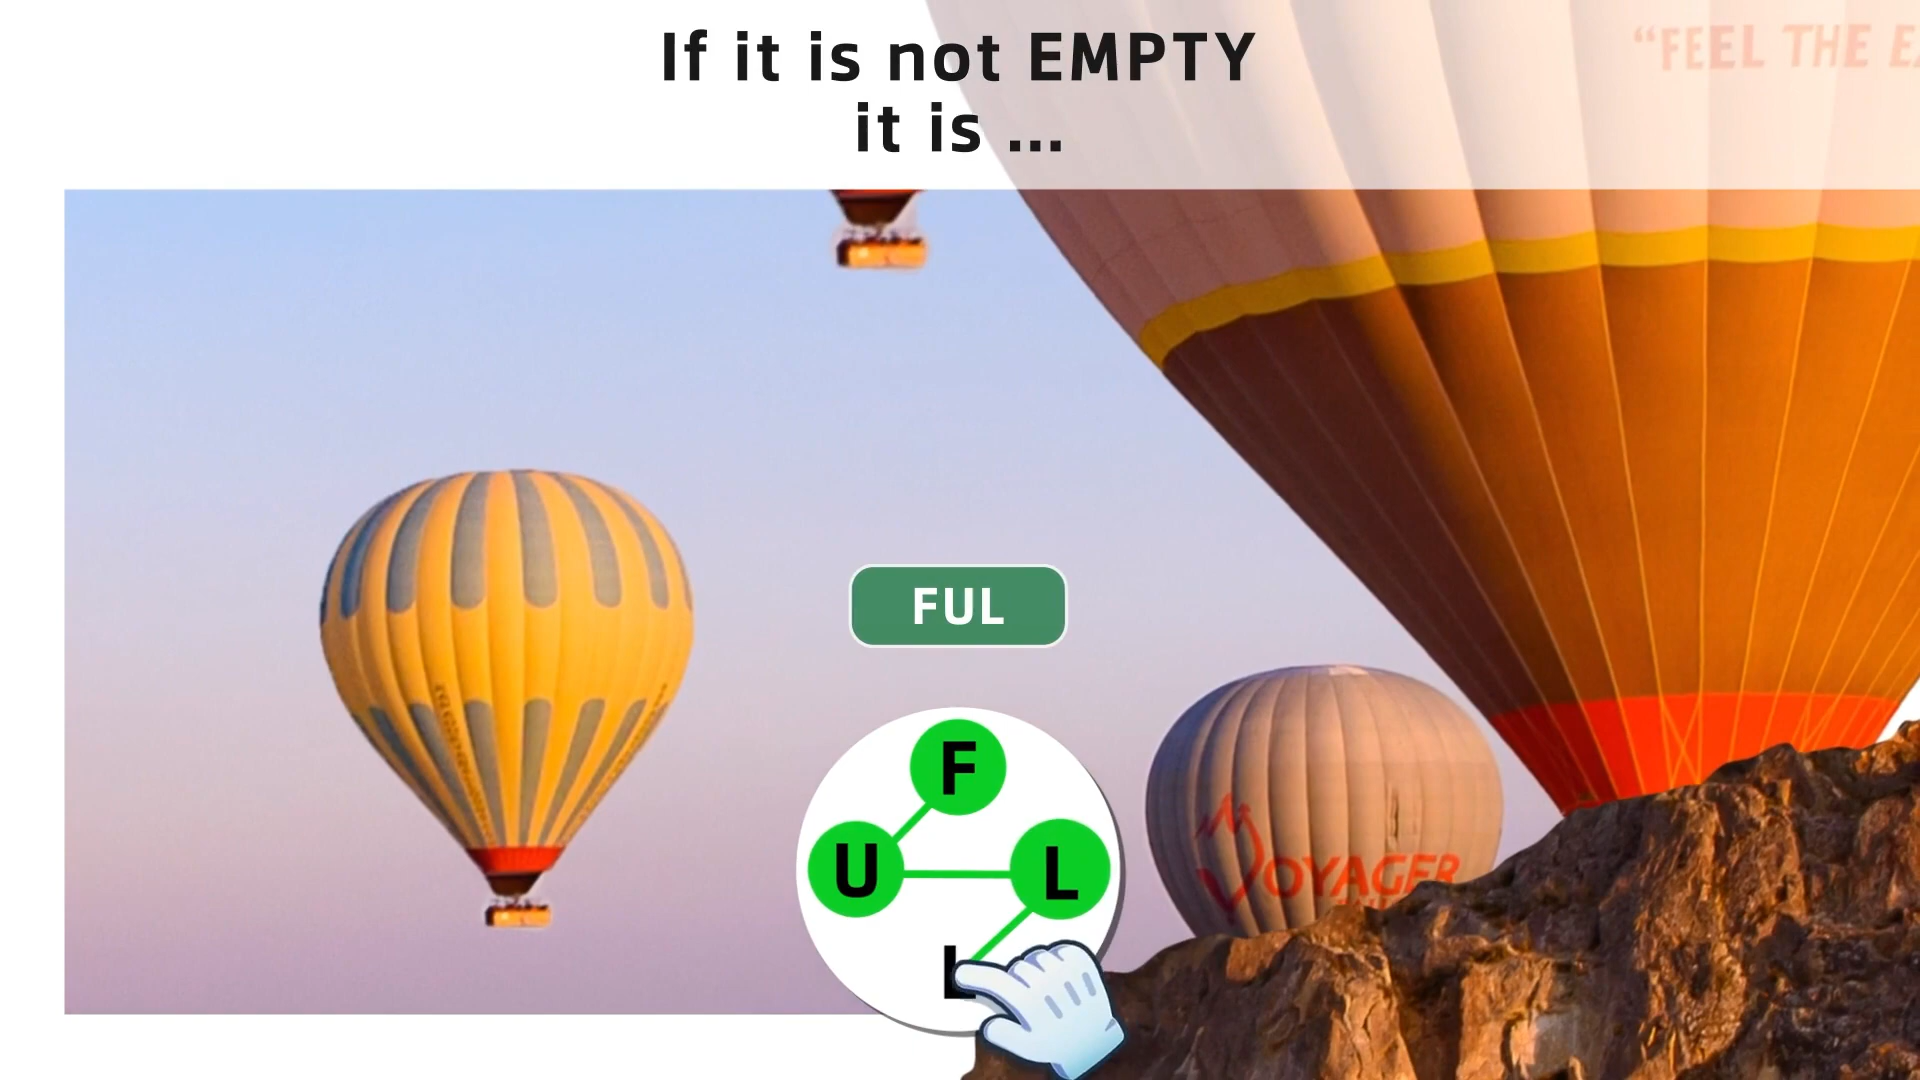 If it is not EMPTY
it is ...
“FEEL THE
FUL
F
U L
L
OYAGER